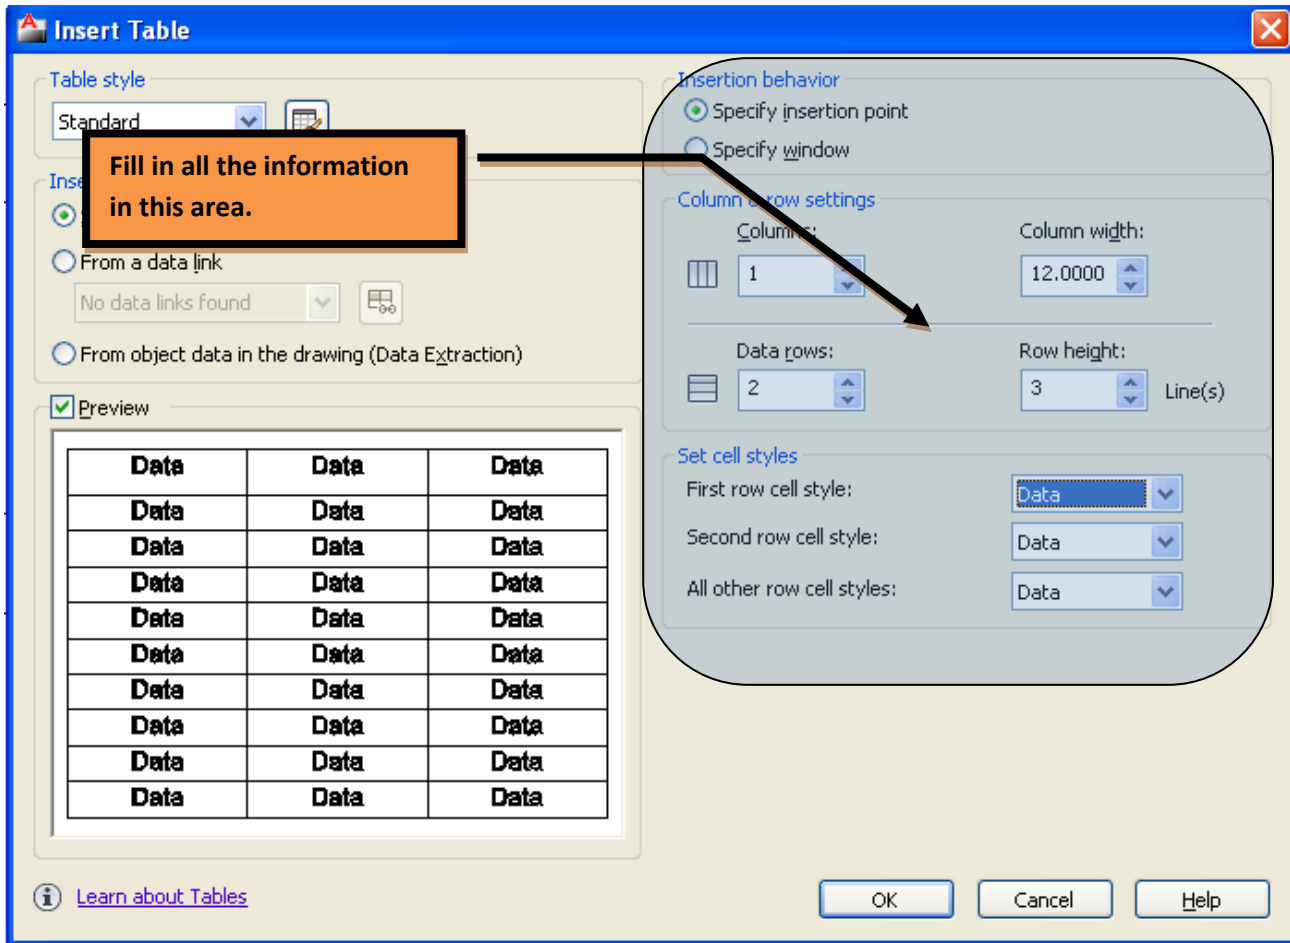 Insert Table
Table style
Standard
Fill in all the information
in this area.
From a data link
No data links found
From object data in the drawing (Data Extraction)
Preview
Data Data Data
Data Data Data
Data Data Data
Data Data Data
Data Data Data
Data Data Data
Data Data Data
Data Data Data
Data Data Data
Data Data Data
Learn about Tables
Insertion behavior
Specify insertion point
Specify window
Column & row settings
Columns: Column width:
1 12.0000
Data rows: Row height:
2 3 Line(s)
Set cell styles
First row cell style: Data
Second row cell style: Data
All other row cell styles: Data
OK Cancel Help